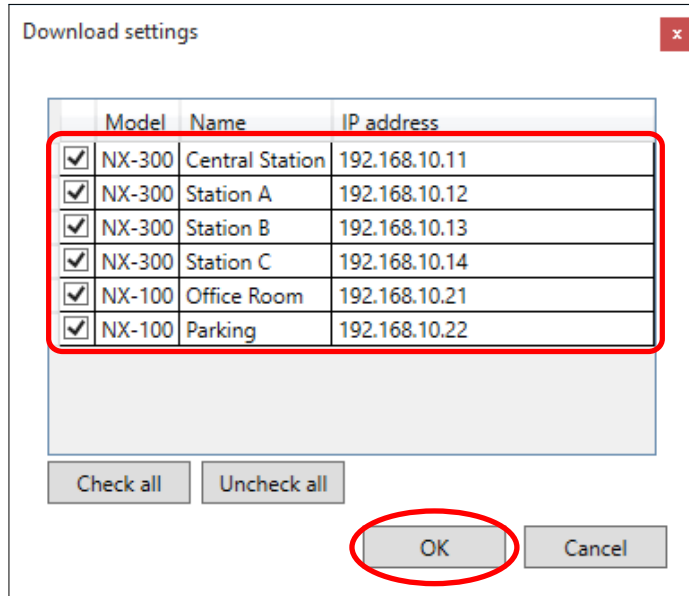 Download settings
x
Model Name IP address
NX-300 Central Station 192.168.10.11
NX-300 Station A 192.168.10.12
NX-300 Station B 192.168.10.13
NX-300 Station C 192.168.10.14
NX-100 Office Room 192.168.10.21
NX-100 Parking 192.168.10.22
Check all Uncheck all
OK Cancel